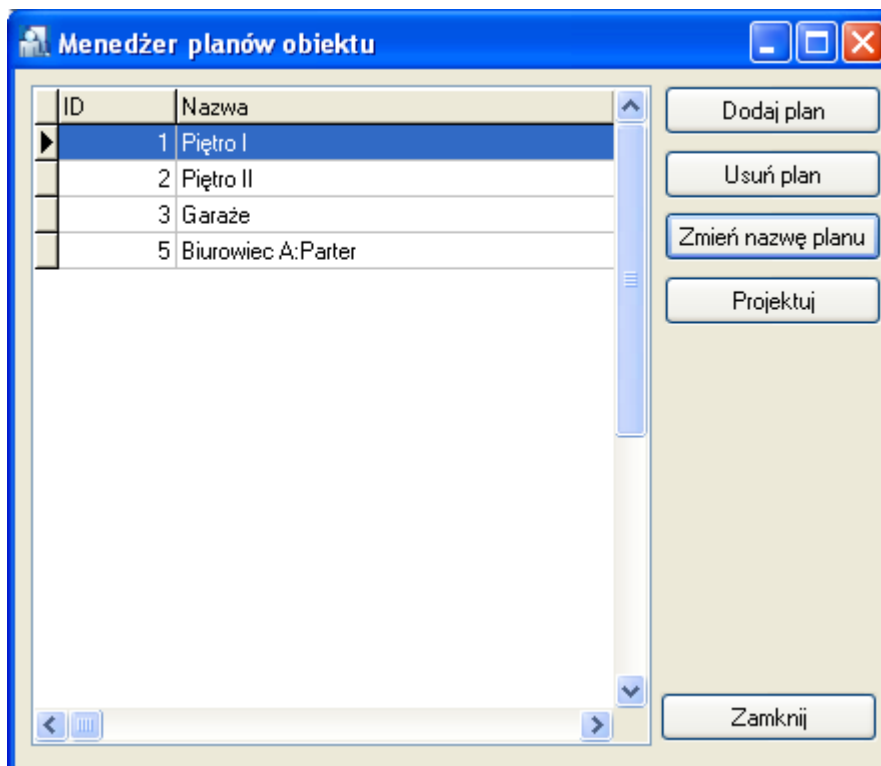 Menedżer planów obiektu
ID Nazwa
1 Piętro I
2 Piętro II
3 Garaże
5 Biurowiec A:Parter
Dodaj plan
Usuń plan
Zmień nazwę planu
Projektuj
Zamknij